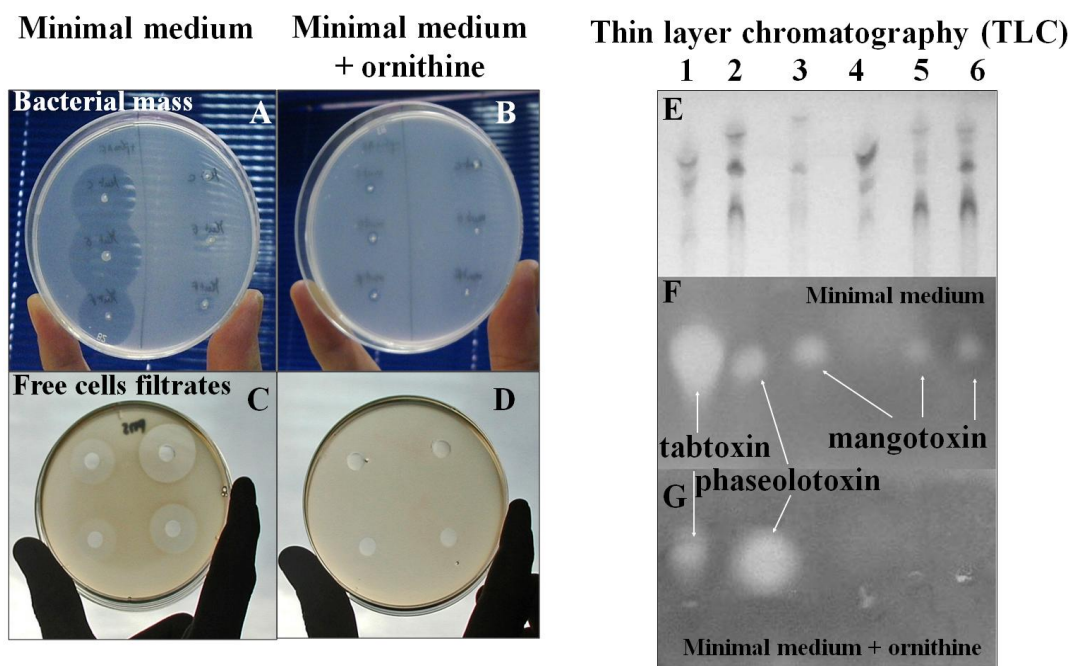 Minimal medium
Minimal medium
+ ornithine
Bacterial mass
A
B
Free cells filtrates
C
D
Thin layer chromatography (TLC)
1 2 3 4 5 6
E
F
Minimal medium
tabtoxin
mangotoxin
phaseolotoxin
G
Minimal medium + ornithine